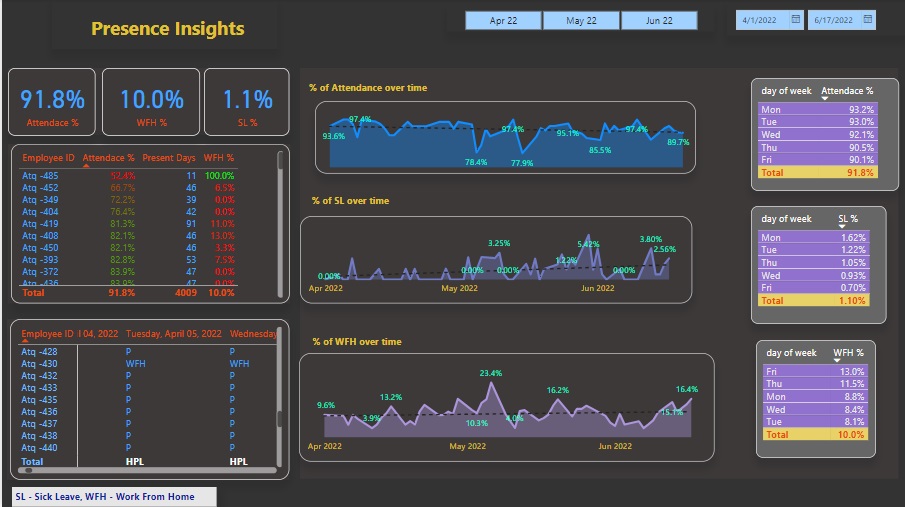 Presence Insights
Apr 22 May 22 Jun 22
4/1/2022 6/17/2022
91.8%
Attendace %
10.0%
WFH %
1.1%
SL %
Employee ID Attendace % Present Days WFH %
Atq -485 11 100.0%
Atq -452 66.7% 46 6.5%
Atq -349 72.2% 39 0.0%
Atq -404 76.4% 42 0.0%
Atq -419 81.3% 91 11.0%
Atq -408 82.1% 46 13.0%
Atq -450 82.1% 46 3.3%
Atq -393 82.8% 53 7.5%
Atq -372 83.9% 47 0.0%
Atq -436 83.9% 47 0.0%
Total 91.8% 4009 10.0%
Employee ID 04, 2022 Tuesday, April 05, 2022 Wednesday
Atq -428 P P
Atq -430 WFH WFH
Atq -432 P P
Atq -433 P P
Atq -435 P P
Atq -436 P P
Atq -437 P P
Atq -438 P P
Atq -440 P P
Total HPL HPL
SL - Sick Leave, WFH - Work From Home
% of Attendance over time
93.6% 97.4% 78.4% 97.4% 77.9% 95.1% 85.5% 97.4% 89.7%
% of SL over time
0.00% 0.00% 3.25% 0.00% 1.22% 5.42% 0.00% 3.80% 2.56%
Apr 2022 May 2022 Jun 2022
% of WFH over time
9.6% 3.9% 13.2% 10.3% 23.4% 4.0% 16.2% 16.4%
Apr 2022 May 2022 Jun 2022
day of week Attendace %
Mon 93.2%
Tue 93.0%
Wed 92.1%
Thu 90.5%
Fri 90.1%
Total 91.8%
day of week SL %
Mon 1.62%
Tue 1.22%
Thu 1.05%
Wed 0.93%
Fri 0.70%
Total 1.10%
day of week WFH %
Fri 13.0%
Thu 11.5%
Mon 8.8%
Wed 8.4%
Tue 8.1%
Total 10.0%